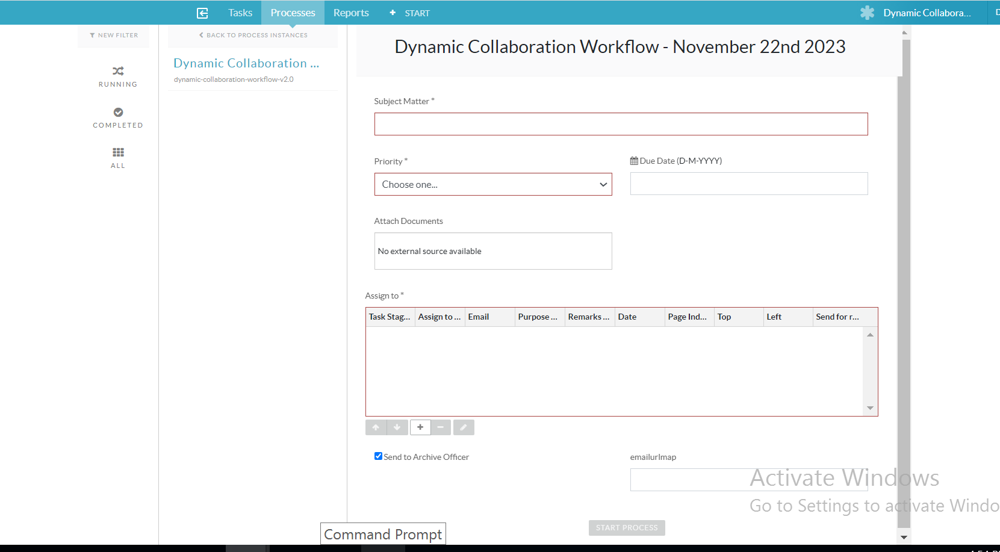 Tasks Processes Reports + START Dynamic Collabora...
NEW FILTER
RUNNING
COMPLETED
ALL
BACK TO PROCESS INSTANCES
Dynamic Collaboration ...
dynamic-collaboration-workflow-v2.0
Dynamic Collaboration Workflow - November 22nd 2023
Subject Matter *
Priority *
Choose one...
Due Date (D-M-YYYY)
Attach Documents
No external source available
Assign to *
Task Stag... Assign to ... Email Purpose ... Remarks ... Date Page Ind... Top Left Send for r...
Send to Archive Officer
emailurlmap
Activate Windows
Go to Settings to activate Windo
START PROCESS
Command Prompt